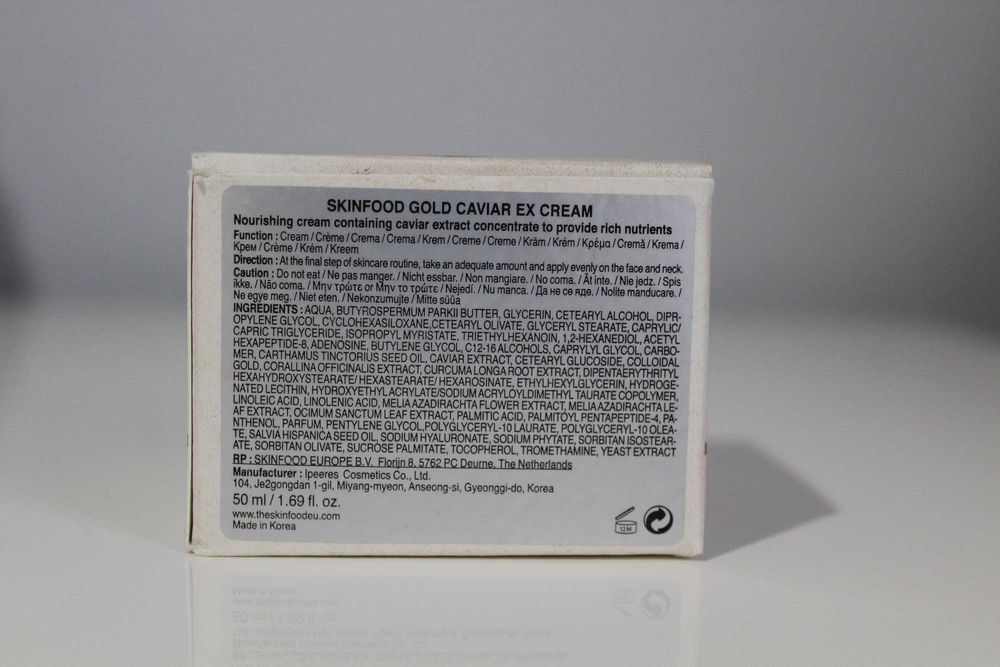 SKINFOOD GOLD CAVIAR EX CREAM
Nourishing cream containing caviar extract concentrate to provide rich nutrients
Function : Cream / Crème / Crema / Crema / Krem / Creme / Creme / Kräm / Krém / Κρέμα / Cremă / Krema /
Крем / Crème / Krém / Kreem
Direction : At the final step of skincare routine, take an adequate amount and apply evenly on the face and neck.
Caution : Do not eat / Ne pas manger. / Nicht essbar. / Non mangiare. / No coma. / Ät inte. / Nie jedz. / Spis
ikke. / Não coma. / Μην τρώτε or Μην το τρώτε / Nejedí. / Nu manca. / Да не се яде. / Nolite manducare. /
Ne egye meg. / Niet eten. / Nekonzumujte / Mitte süüa
INGREDIENTS : AQUA, BUTYROSPERMUM PARKII BUTTER, GLYCERIN, CETEARYL ALCOHOL, DIPR-
OPYLENE GLYCOL, CYCLOHEXASILOXANE,CETEARYL OLIVATE, GLYCERYL STEARATE, CAPRYLIC/
CAPRIC TRIGLYCERIDE, ISOPROPYL MYRISTATE, TRIETHYLHEXANOIN, 1,2-HEXANEDIOL, ACETYL
HEXAPEPTIDE-8, ADENOSINE, BUTYLENE GLYCOL, C12-16 ALCOHOLS, CAPRYLYL GLYCOL, CARBO-
MER, CARTHAMUS TINCTORIUS SEED OIL, CAVIAR EXTRACT, CETEARYL GLUCOSIDE, COLLOIDAL
GOLD, CORALLINA OFFICINALIS EXTRACT, CURCUMA LONGA ROOT EXTRACT, DIPENTAERYTHRITYL
HEXAHYDROXYSTEARATE/ HEXASTEARATE/ HEXAROSINATE, ETHYLHEXYLGLYCERIN, HYDROGE-
NATED LECITHIN, HYDROXYETHYL ACRYLATE/SODIUM ACRYLOYLDIMETHYL TAURATE COPOLYMER,
LINOLEIC ACID, LINOLENIC ACID, MELIA AZADIRACHTA FLOWER EXTRACT, MELIA AZADIRACHTA LE-
AF EXTRACT, OCIMUM SANCTUM LEAF EXTRACT, PALMITIC ACID, PALMITOYL PENTAPEPTIDE-4, PA-
NTHENOL, PARFUM, PENTYLENE GLYCOL,POLYGLYCERYL-10 LAURATE, POLYGLYCERYL-10 OLEA-
TE, SALVIA HISPANICA SEED OIL, SODIUM HYALURONATE, SODIUM PHYTATE, SORBITAN ISOSTEAR-
ATE, SORBITAN OLIVATE, SUCROSE PALMITATE, TOCOPHEROL, TROMETHAMINE, YEAST EXTRACT
RP : SKINFOOD EUROPE B.V. Florijn 8, 5762 PC Deurne, The Netherlands
Manufacturer : Ipeeres Cosmetics Co., Ltd.
104, Je2gongdan 1-gil, Miyang-myeon, Anseong-si, Gyeonggi-do, Korea
50 ml / 1.69 fl. oz.
www.theskinfoodeu.com
Made in Korea
12M